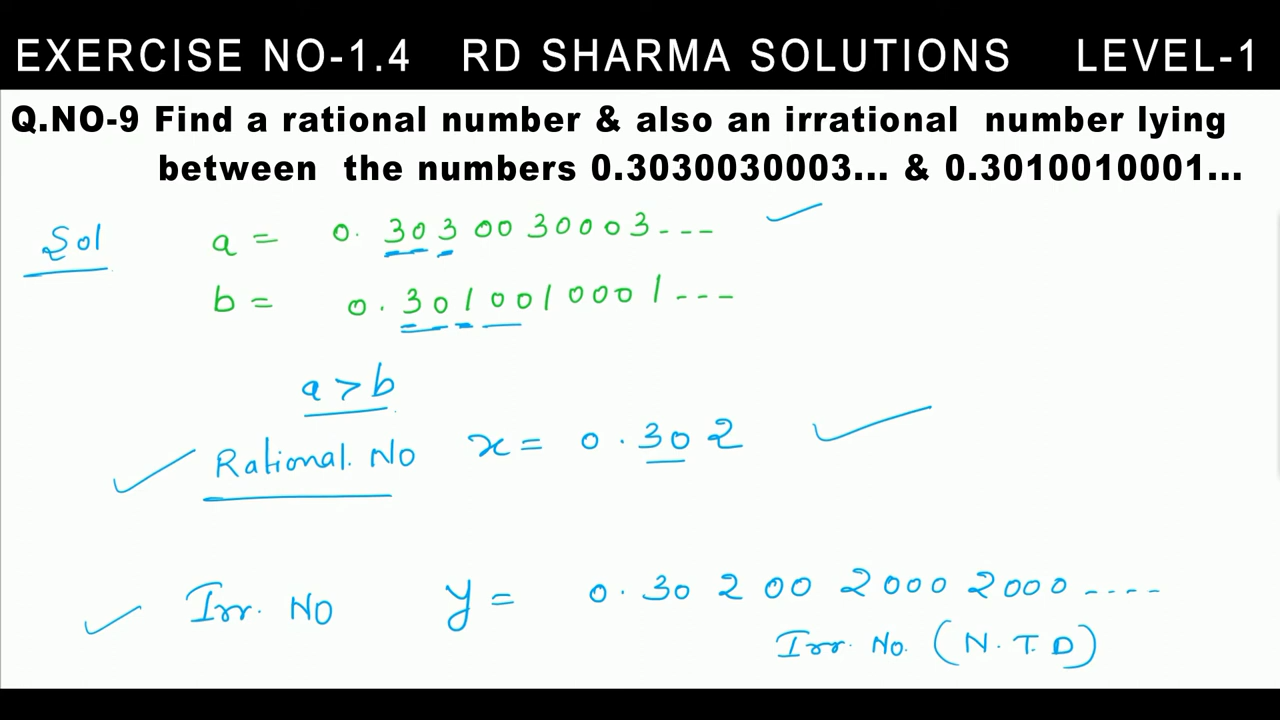 EXERCISE NO-1.4 RD SHARMA SOLUTIONS LEVEL-1
Q.NO-9 Find a rational number & also an irrational number lying
between the numbers 0.3030030003... & 0.3010010001...
Sol a = 0.3030030003---
b = 0.3010010001---
a > b
Rational. No x = 0.302
Irr. No y = 0.3020020002000----
Irr. No. (N.T.D)